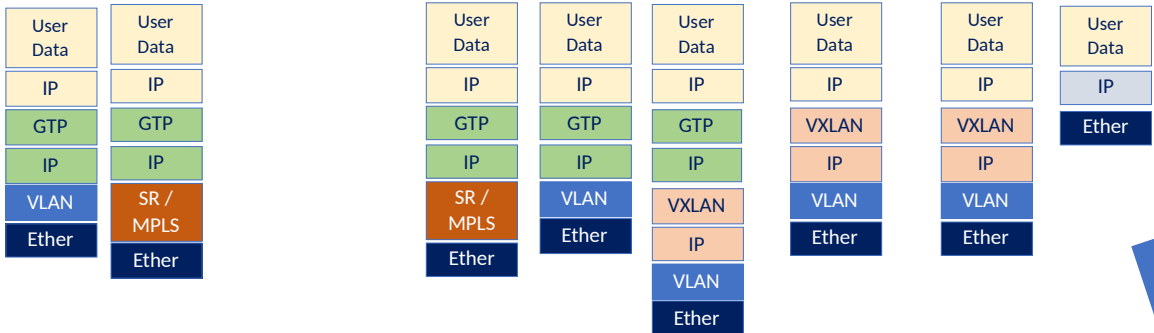 User
Data
IP
GTP
IP
VLAN
Ether
User
Data
IP
GTP
IP
SR /
MPLS
Ether
User
Data
IP
GTP
IP
SR /
MPLS
Ether
User
Data
IP
GTP
IP
VLAN
Ether
User
Data
IP
GTP
IP
VXLAN
IP
VLAN
Ether
User
Data
IP
VXLAN
IP
VLAN
Ether
User
Data
IP
VXLAN
IP
VLAN
Ether
User
Data
IP
Ether